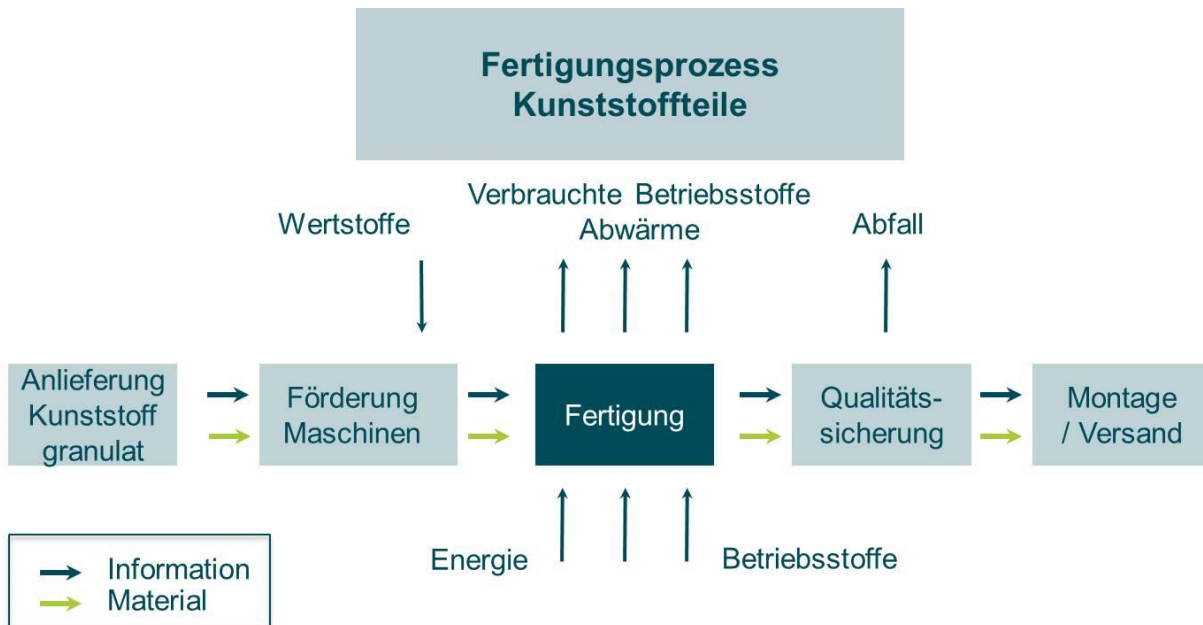 Fertigungsprozess
Kunststoffteile
Wertstoffe
Verbrauchte Betriebsstoffe
Abwärme
Abfall
Anlieferung
Kunststoff
granulat
Förderung
Maschinen
Fertigung
Qualitäts-
sicherung
Montage
/ Versand
Energie
Betriebsstoffe
Information
Material